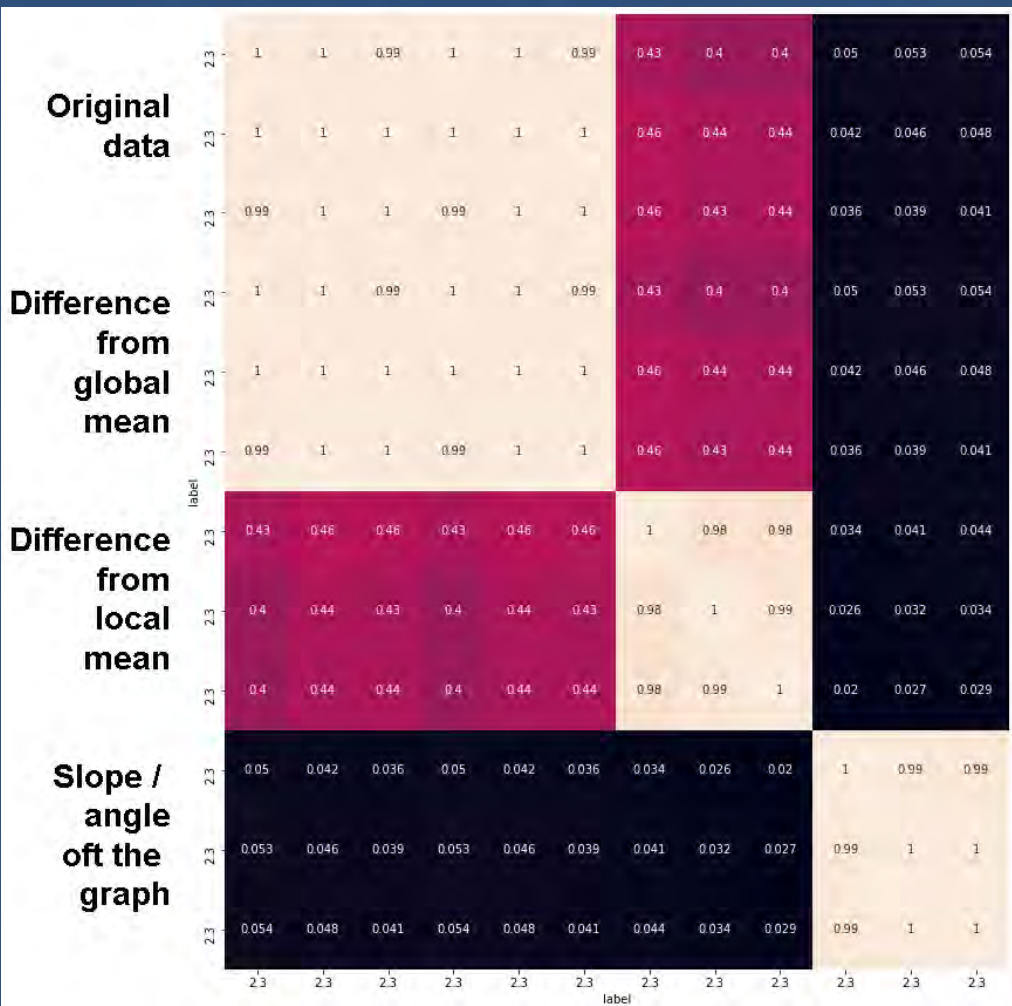 2.3 1 1 0.99 1 1 0.99 0.43 0.4 0.4 0.05 0.053 0.054
Original
data
2.3 1 1 1 1 1 1 0.46 0.44 0.44 0.042 0.046 0.048
2.3 0.99 1 1 0.99 1 1 0.46 0.43 0.44 0.036 0.039 0.041
Difference
from
global
mean
2.3 1 1 0.99 1 1 0.99 0.43 0.4 0.4 0.05 0.053 0.054
2.3 1 1 1 1 1 1 0.46 0.44 0.44 0.042 0.046 0.048
2.3 0.99 1 1 0.99 1 1 0.46 0.43 0.44 0.036 0.039 0.041
label
Difference
from
local
mean
2.3 0.43 0.46 0.46 0.43 0.46 0.46 1 0.98 0.98 0.034 0.041 0.044
2.3 0.4 0.44 0.43 0.4 0.44 0.43 0.98 1 0.99 0.026 0.032 0.034
2.3 0.4 0.44 0.44 0.4 0.44 0.44 0.98 0.99 1 0.02 0.027 0.029
Slope /
angle
oft the
graph
2.3 0.05 0.042 0.036 0.05 0.042 0.036 0.034 0.026 0.02 1 0.99 0.99
2.3 0.053 0.046 0.039 0.053 0.046 0.039 0.041 0.032 0.027 0.99 1 1
2.3 0.054 0.048 0.041 0.054 0.048 0.041 0.044 0.034 0.029 0.99 1 1
2.3 2.3 2.3 2.3 2.3 2.3 2.3 2.3 2.3 2.3 2.3 2.3
label